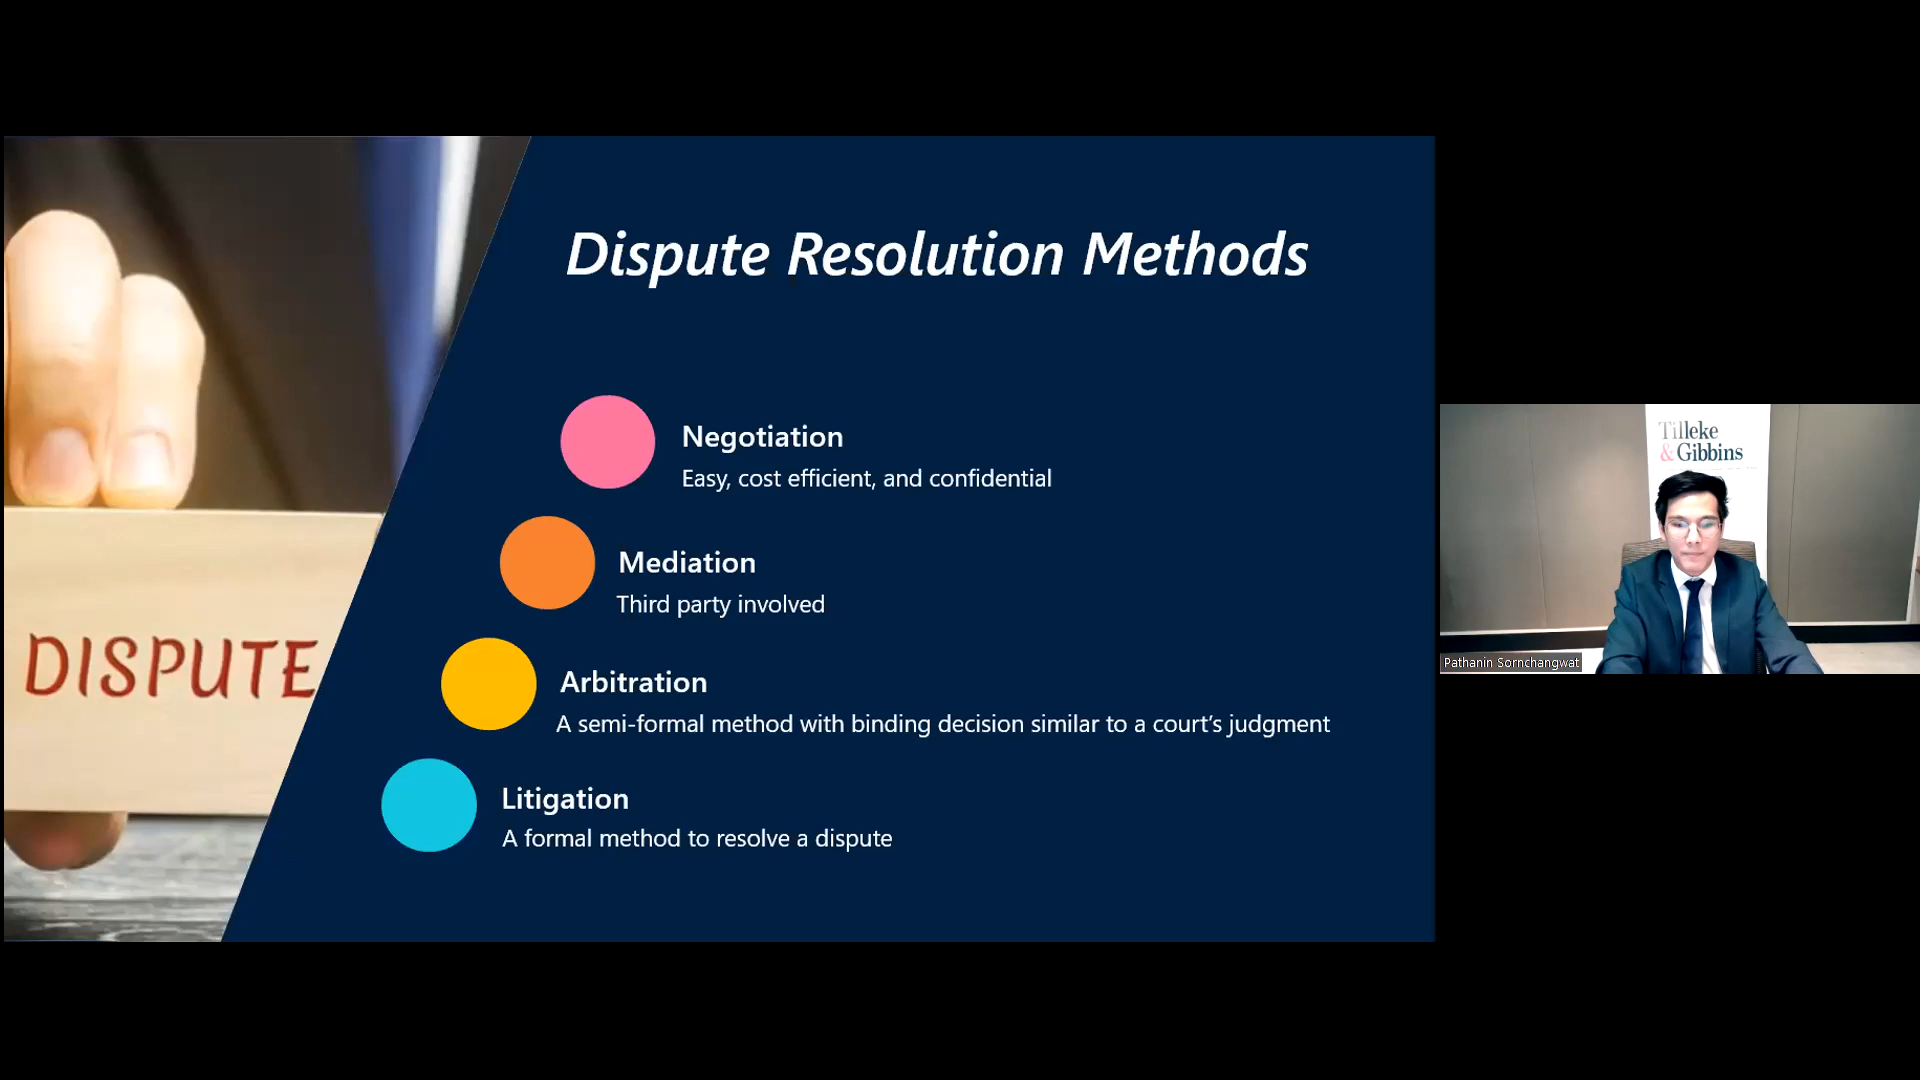 Dispute Resolution Methods
Negotiation
Easy, cost efficient, and confidential
Mediation
Third party involved
Arbitration
A semi-formal method with binding decision similar to a court’s judgment
Litigation
A formal method to resolve a dispute
DISPUTE
Tilleke
& Gibbins
Pathanin Sornchangwat